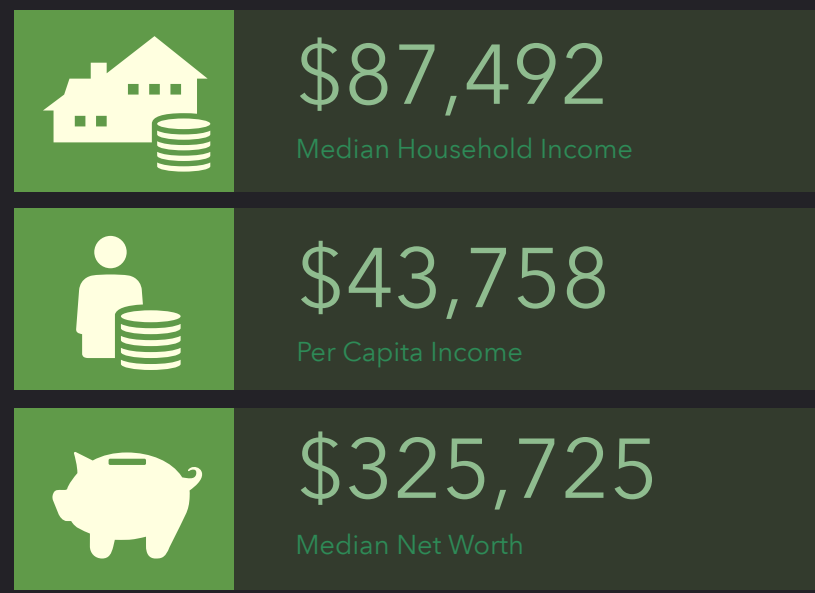 $87,492
Median Household Income
$43,758
Per Capita Income
$325,725
Median Net Worth